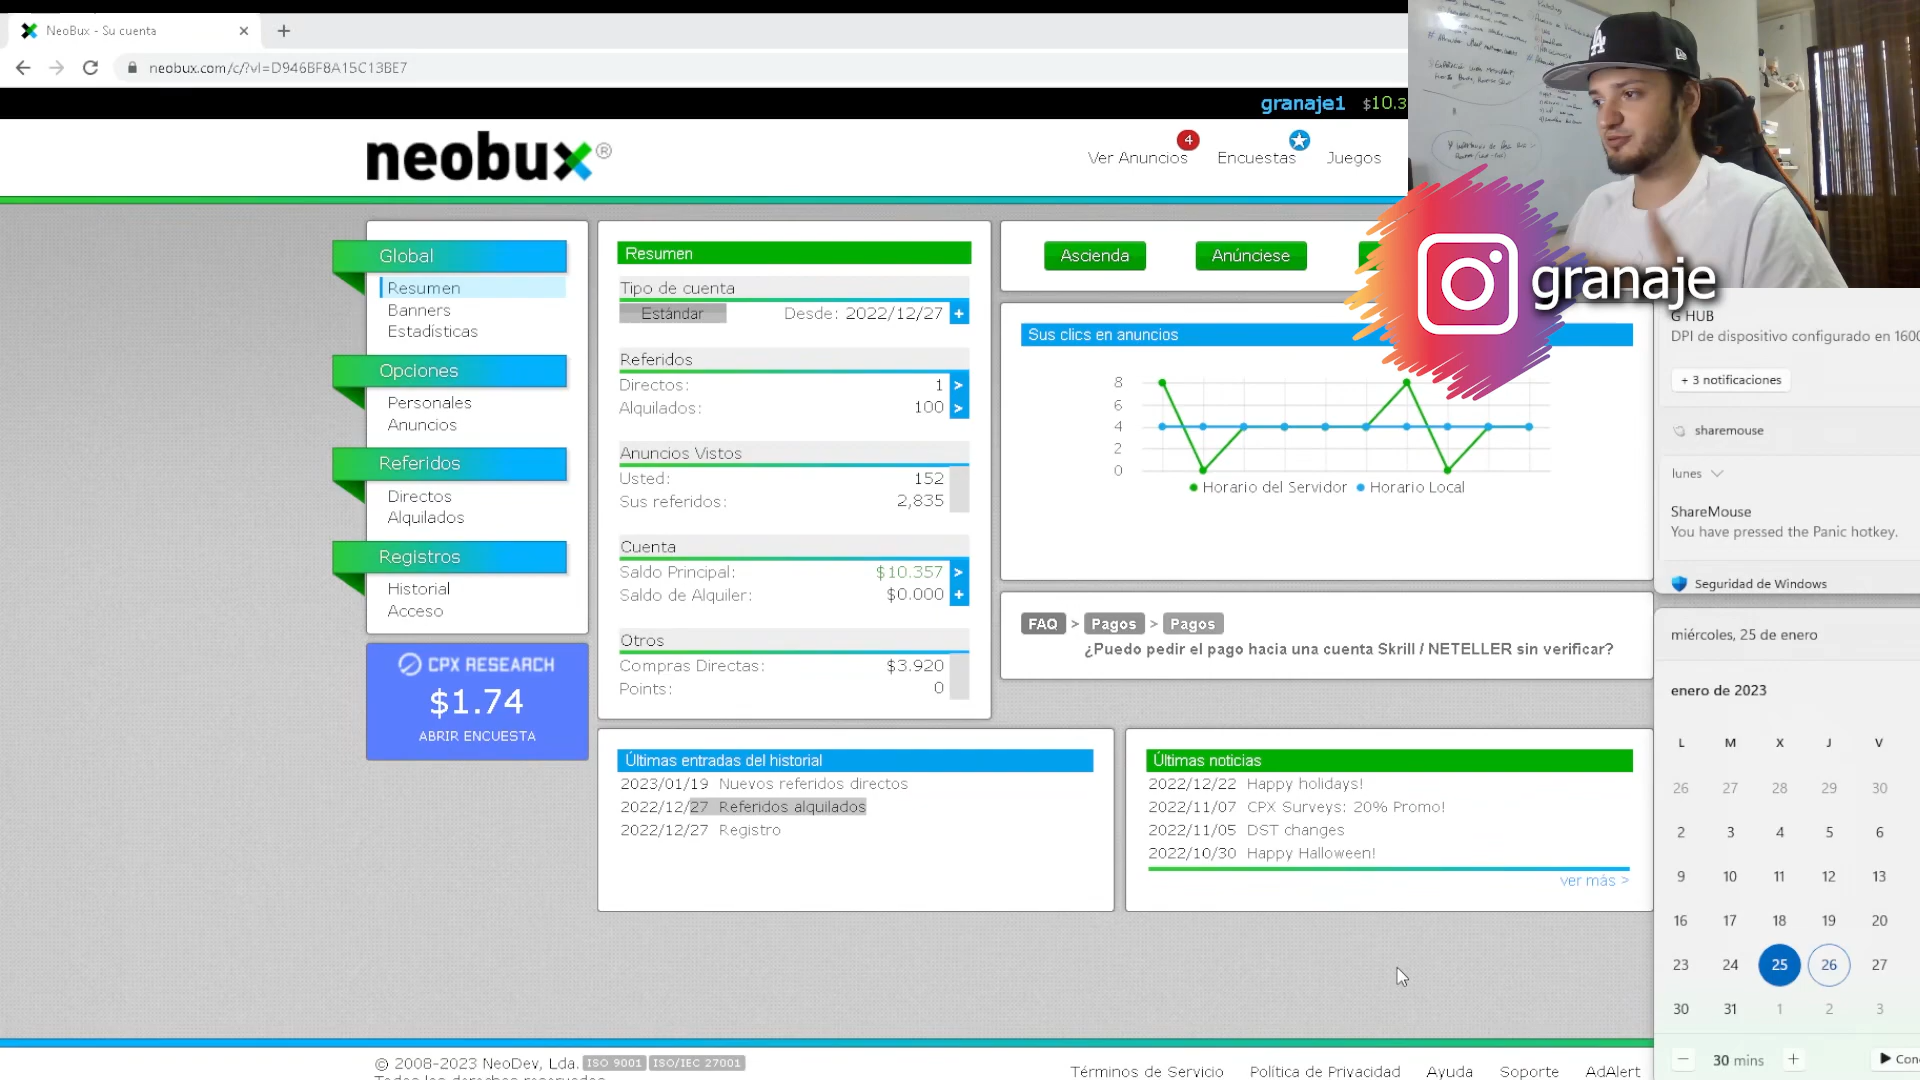 NeoBux - Su cuenta
neobux.com/c/?vl=D946BF8A15C13BE7
granaje1 $10.3
neobux®
Ver Anuncios 4 Encuestas Juegos
Global
Resumen
Banners
Estadísticas
Opciones
Personales
Anuncios
Referidos
Directos
Alquilados
Registros
Historial
Acceso
CPX RESEARCH
$1.74
ABRIR ENCUESTA
Resumen
Tipo de cuenta
Estándar Desde: 2022/12/27 +
Referidos
Directos: 1 >
Alquilados: 100 >
Anuncios Vistos
Usted: 152
Sus referidos: 2,835
Cuenta
Saldo Principal: $10.357 >
Saldo de Alquiler: $0.000 +
Otros
Compras Directas: $3.920
Points: 0
Ascienda Anúnciese
Sus clics en anuncios
8
6
4
2
0
Horario del Servidor Horario Local
FAQ > Pagos > Pagos
¿Puedo pedir el pago hacia una cuenta Skrill / NETELLER sin verificar?
Últimas entradas del historial
2023/01/19 Nuevos referidos directos
2022/12/27 Referidos alquilados
2022/12/27 Registro
Últimas noticias
2022/12/22 Happy holidays!
2022/11/07 CPX Surveys: 20% Promo!
2022/11/05 DST changes
2022/10/30 Happy Halloween!
ver más >
granaje
G HUB
DPI de dispositivo configurado en 1600
+ 3 notificaciones
sharemouse
lunes
ShareMouse
You have pressed the Panic hotkey.
Seguridad de Windows
miércoles, 25 de enero
enero de 2023
L M X J V
26 27 28 29 30
2 3 4 5 6
9 10 11 12 13
16 17 18 19 20
23 24 25 26 27
30 31 1 2 3
30 mins
© 2008-2023 NeoDev, Lda. ISO 9001 ISO/IEC 27001
Términos de Servicio Política de Privacidad Ayuda Soporte AdAlert